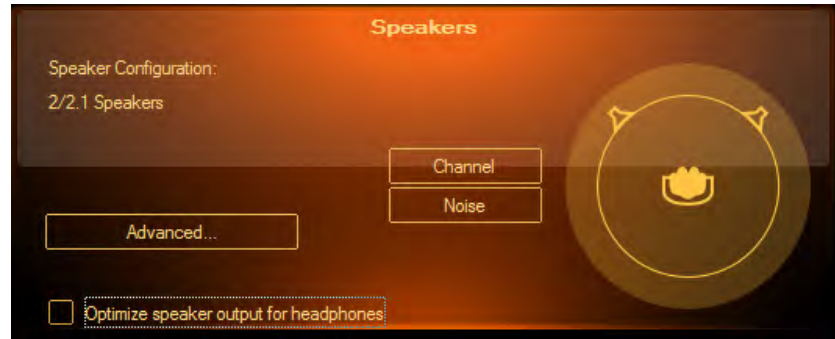 Speakers
Speaker Configuration:
2/2.1 Speakers
Channel
Noise
Advanced...
Optimize speaker output for headphones